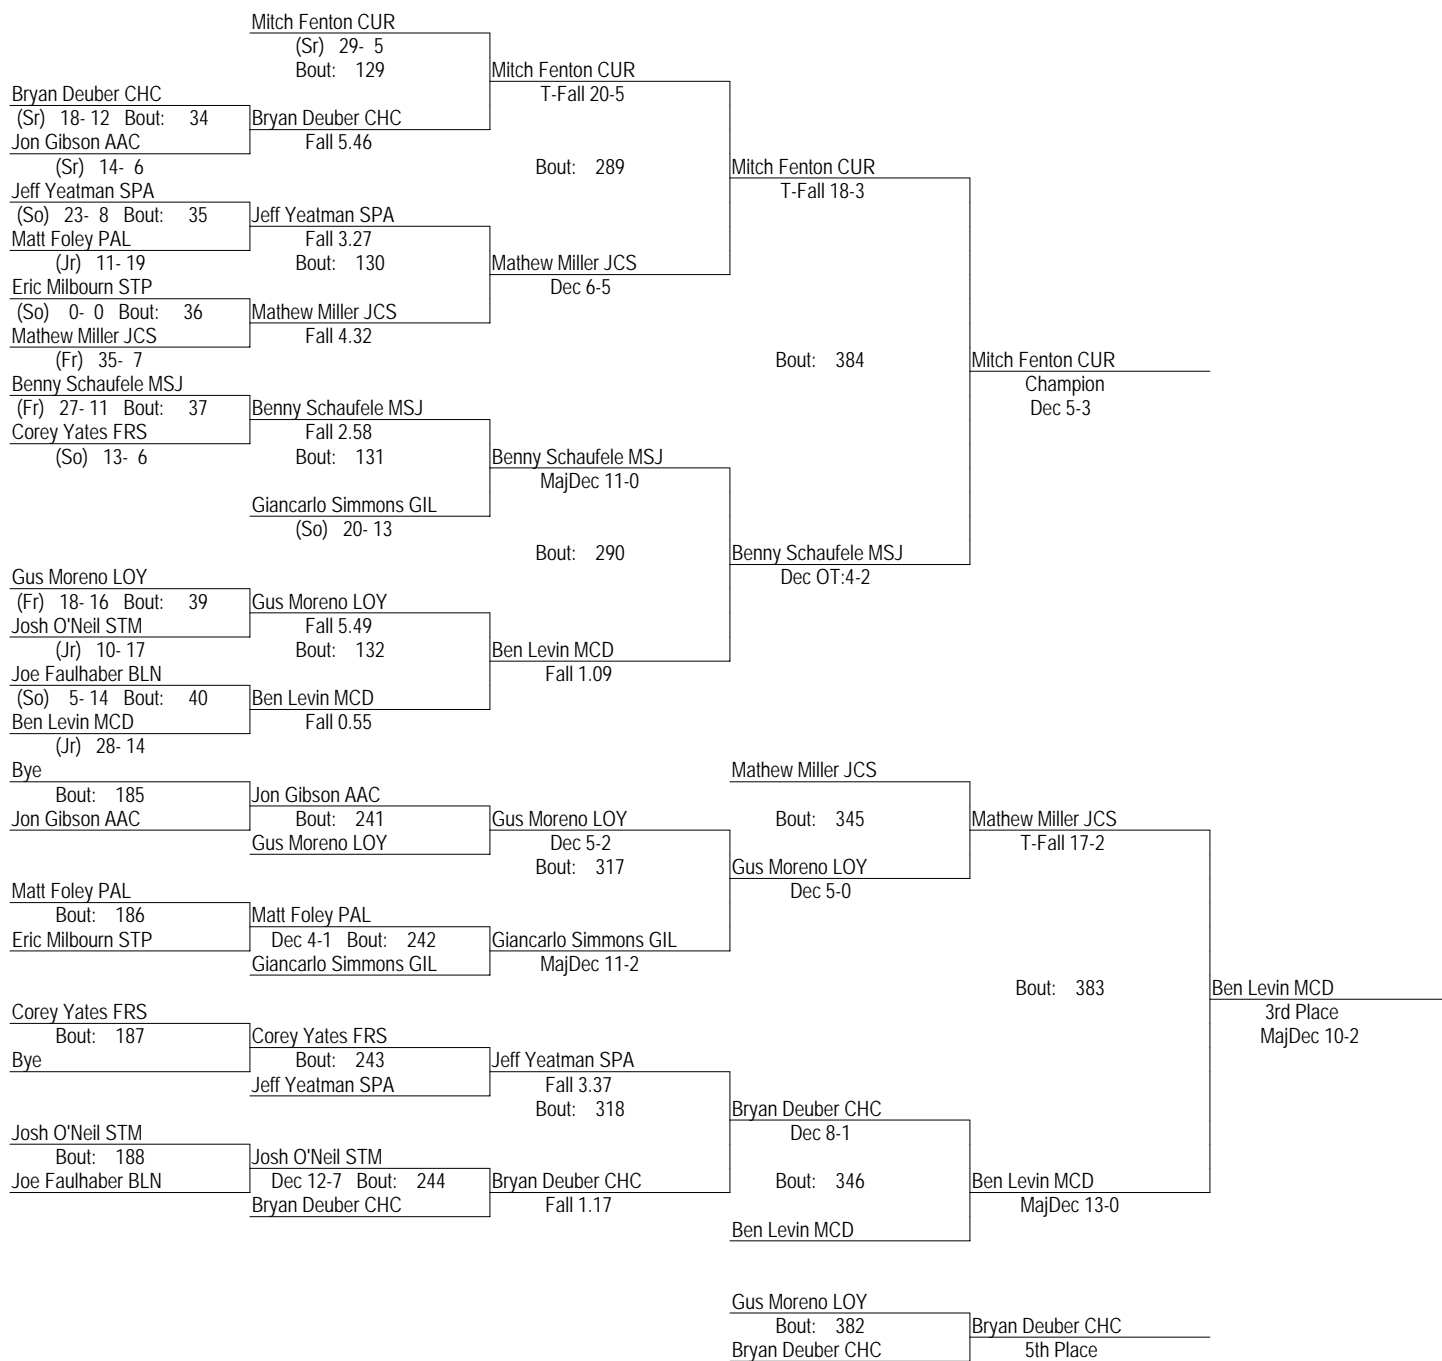 Mitch Fenton CUR
(Sr) 29- 5
Bout: 129 Mitch Fenton CUR
Bryan Deuber CHC T-Fall 20-5
(Sr) 18- 12 Bout: 34 Bryan Deuber CHC
Jon Gibson AAC Fall 5.46
(Sr) 14- 6 Bout: 289 Mitch Fenton CUR
Jeff Yeatman SPA T-Fall 18-3
(So) 23- 8 Bout: 35 Jeff Yeatman SPA
Matt Foley PAL Fall 3.27
(Jr) 11- 19 Bout: 130 Mathew Miller JCS
Eric Milbourn STP Dec 6-5
(So) 0- 0 Bout: 36 Mathew Miller JCS
Mathew Miller JCS Fall 4.32
(Fr) 35- 7 Bout: 384 Mitch Fenton CUR
Benny Schaufele MSJ Champion
(Fr) 27- 11 Bout: 37 Benny Schaufele MSJ Dec 5-3
Corey Yates FRS Fall 2.58
(So) 13- 6 Bout: 131 Benny Schaufele MSJ
MajDec 11-0
Giancarlo Simmons GIL
(So) 20- 13
Bout: 290 Benny Schaufele MSJ
Gus Moreno LOY Dec OT:4-2
(Fr) 18- 16 Bout: 39 Gus Moreno LOY
Josh O'Neil STM Fall 5.49
(Jr) 10- 17 Bout: 132 Ben Levin MCD
Joe Faulhaber BLN Fall 1.09
(So) 5- 14 Bout: 40 Ben Levin MCD
Ben Levin MCD Fall 0.55
(Jr) 28- 14
Bye Mathew Miller JCS
Bout: 185 Jon Gibson AAC
Jon Gibson AAC Bout: 241 Gus Moreno LOY Bout: 345 Mathew Miller JCS
Gus Moreno LOY Dec 5-2 T-Fall 17-2
Bout: 317 Gus Moreno LOY
Matt Foley PAL Dec 5-0
Bout: 186 Matt Foley PAL
Eric Milbourn STP Dec 4-1 Bout: 242 Giancarlo Simmons GIL
Giancarlo Simmons GIL MajDec 11-2
Bout: 383 Ben Levin MCD
Corey Yates FRS 3rd Place
Bout: 187 Corey Yates FRS MajDec 10-2
Bye Bout: 243 Jeff Yeatman SPA
Jeff Yeatman SPA Fall 3.37
Bout: 318 Bryan Deuber CHC
Josh O'Neil STM Dec 8-1
Bout: 188 Josh O'Neil STM
Joe Faulhaber BLN Dec 12-7 Bout: 244 Bryan Deuber CHC Bout: 346 Ben Levin MCD
Bryan Deuber CHC Fall 1.17 MajDec 13-0
Ben Levin MCD
Gus Moreno LOY
Bout: 382 Bryan Deuber CHC
Bryan Deuber CHC 5th Place